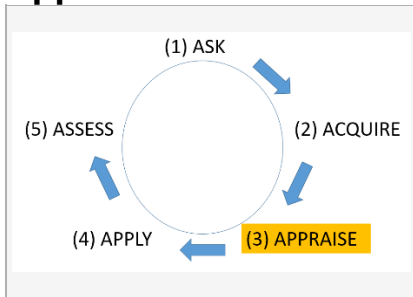 (1) ASK
(2) ACQUIRE
(3) APPRAISE
(4) APPLY
(5) ASSESS